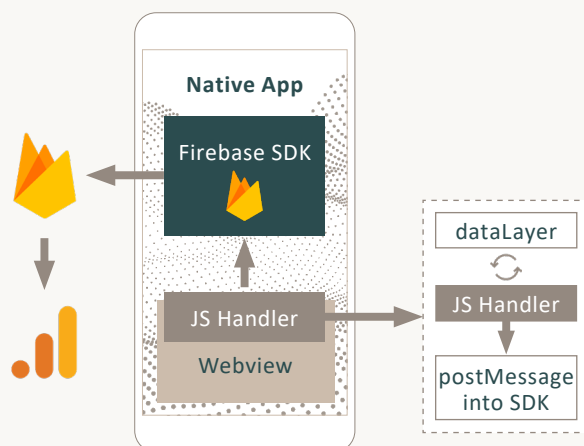 Native App
Firebase SDK
JS Handler
Webview
dataLayer
JS Handler
postMessage
into SDK